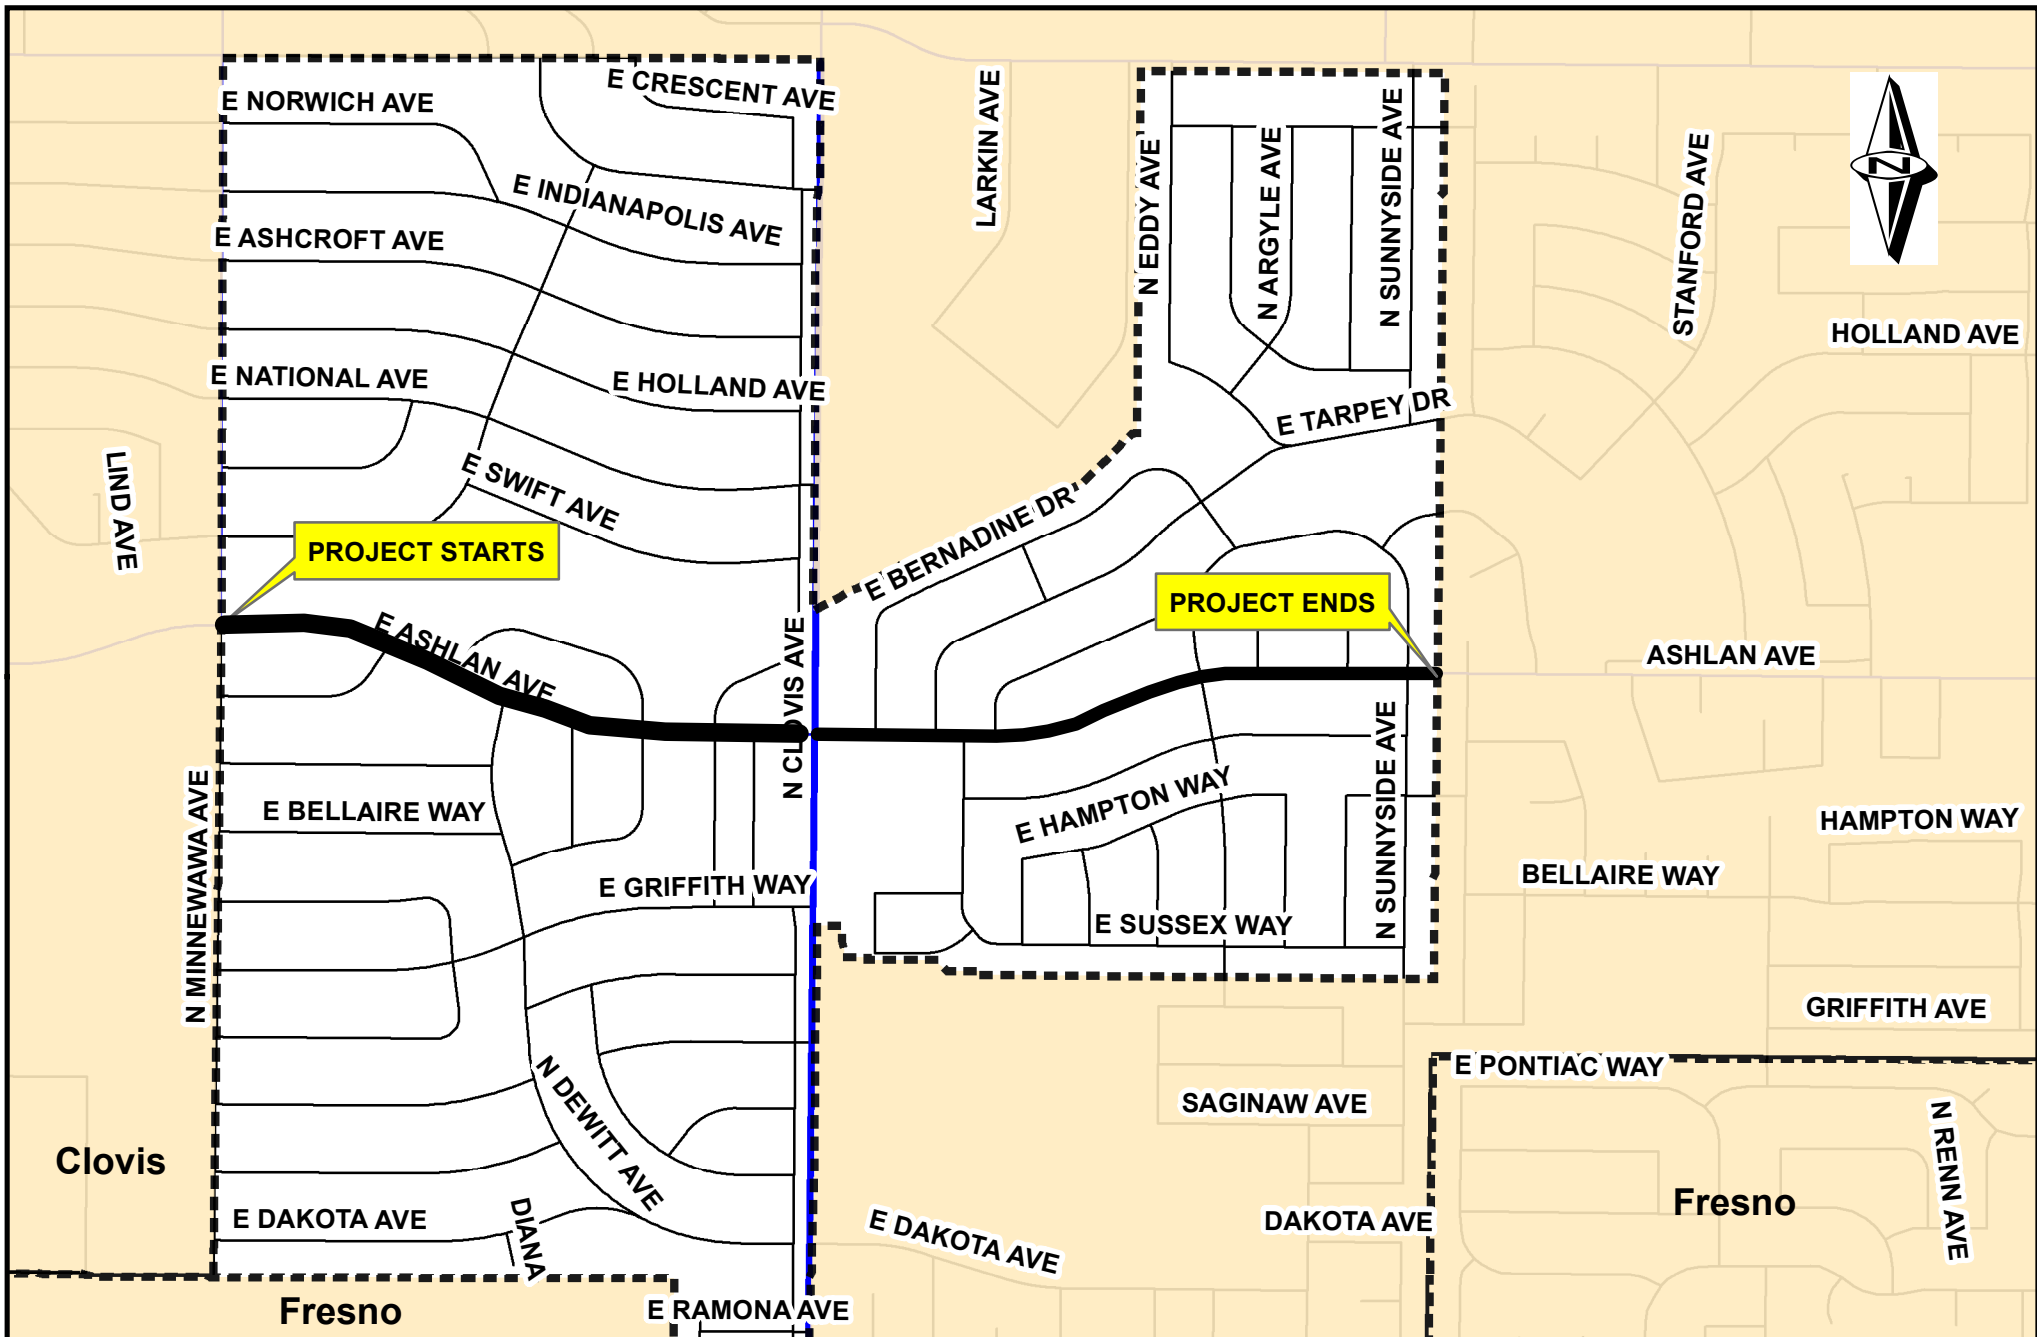 E CRESCENT AVE
E NORWICH AVE
LARKIN AVE
N EDDY AVE
N ARGYLE AVE
N SUNNYSIDE AVE
STANFORD AVE
N
E INDIANAPOLIS AVE
E ASHCROFT AVE
HOLLAND AVE
E NATIONAL AVE
E HOLLAND AVE
E TARPEY DR
LIND AVE
E SWIFT AVE
E BERNADINE DR
PROJECT STARTS
PROJECT ENDS
E ASHLAN AVE
N CLOVIS AVE
ASHLAN AVE
N MINNEWAWA AVE
E BELLAIRE WAY
E HAMPTON WAY
N SUNNYSIDE AVE
HAMPTON WAY
E GRIFFITH WAY
BELLAIRE WAY
E SUSSEX WAY
GRIFFITH AVE
E PONTIAC WAY
N DEWITT AVE
SAGINAW AVE
N RENN AVE
Clovis
Fresno
E DAKOTA AVE
DIANA
E DAKOTA AVE
DAKOTA AVE
Fresno
E RAMONA AVE